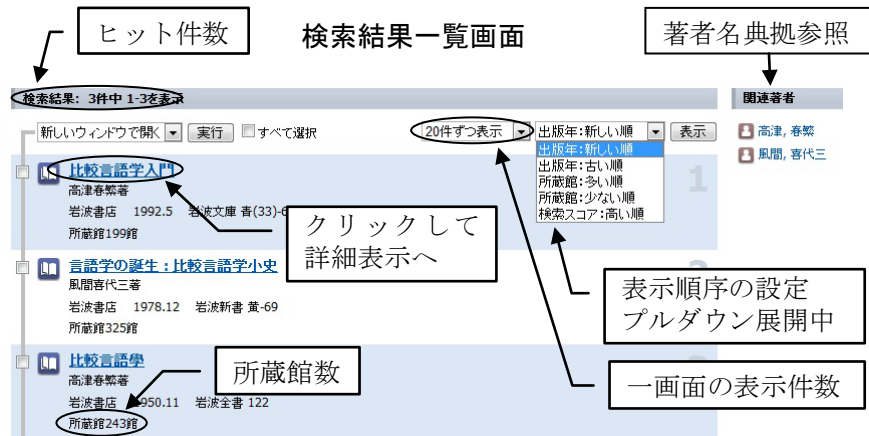 ヒット件数
検索結果一覧画面
著者名典拠参照
検索結果: 3件中 1-3を表示
関連著者
新しいウィンドウで開く 実行 すべて選択
20件ずつ表示 出版年:新しい順 表示
出版年:新しい順
出版年:古い順
所蔵館:多い順
所蔵館:少ない順
検索スコア:高い順
高津, 春繁
風間, 喜代三
1
比較言語学入門
高津春繁著
岩波書店 1992.5 岩波文庫 青(33)-6
所蔵館199館
クリックして
詳細表示へ
言語学の誕生 : 比較言語学小史
風間喜代三著
岩波書店 1978.12 岩波新書 黄-69
所蔵館325館
表示順序の設定
プルダウン展開中
比較言語學
高津春繁著
岩波書店 1950.11 岩波全書 122
所蔵館243館
所蔵館数
一画面の表示件数